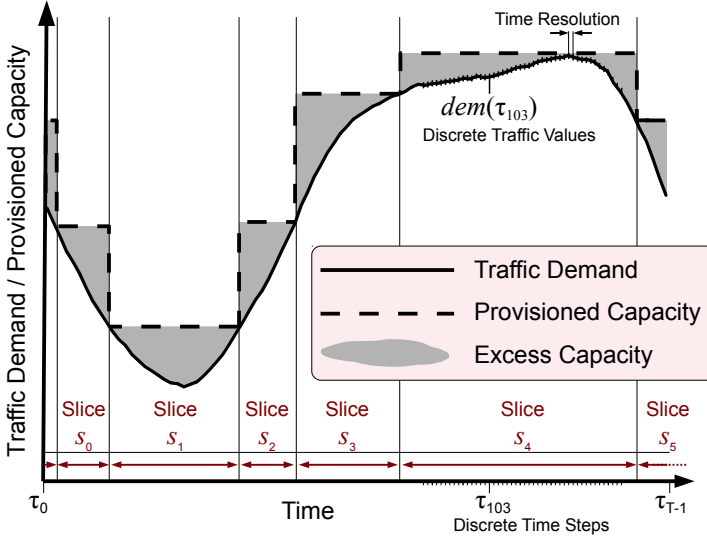 Time Resolution
dem(τ103)
Discrete Traffic Values
Traffic Demand / Provisioned Capacity
Traffic Demand
Provisioned Capacity
Excess Capacity
Slice Slice Slice Slice Slice Slice
s0 s1 s2 s3 s4 s5
τ0 Time τ103 τT-1
Discrete Time Steps